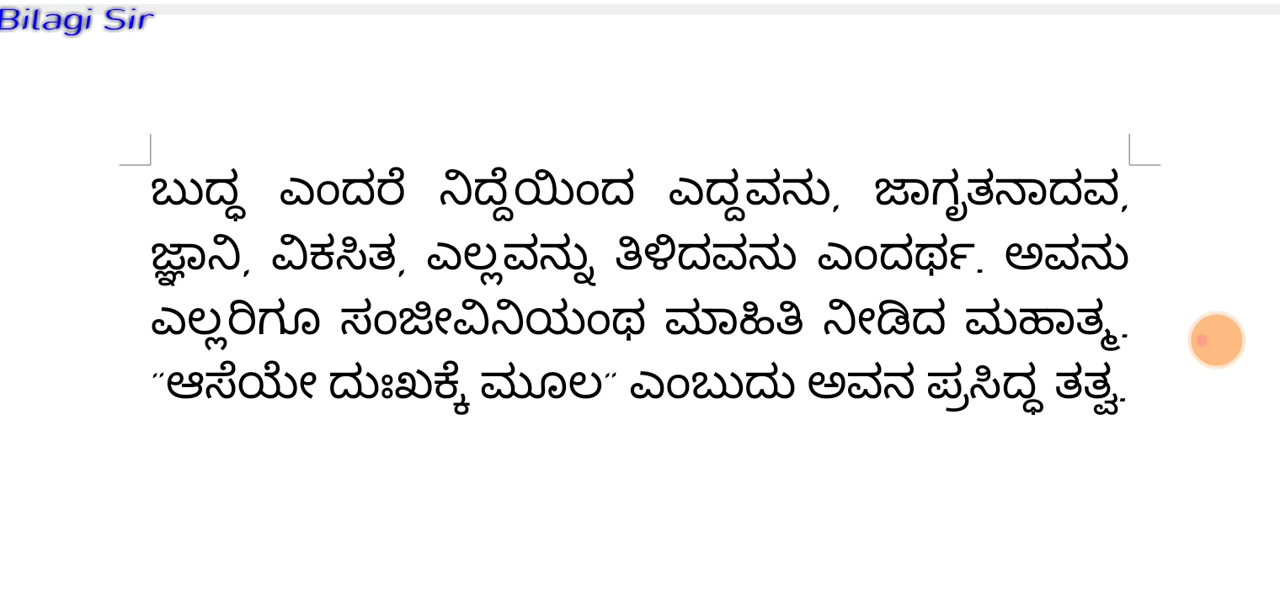 Bilagi Sir
ಬುದ್ಧ ಎಂದರೆ ನಿದ್ದೆಯಿಂದ ಎದ್ದವನು, ಜಾಗೃತನಾದವ,
ಜ್ಞಾನಿ, ವಿಕಸಿತ, ಎಲ್ಲವನ್ನು ತಿಳಿದವನು ಎಂದರ್ಥ. ಅವನು
ಎಲ್ಲರಿಗೂ ಸಂಜೀವಿನಿಯಂಥ ಮಾಹಿತಿ ನೀಡಿದ ಮಹಾತ್ಮ.
"ಆಸೆಯೇ ದುಃಖಕ್ಕೆ ಮೂಲ" ಎಂಬುದು ಅವನ ಪ್ರಸಿದ್ಧ ತತ್ವ.